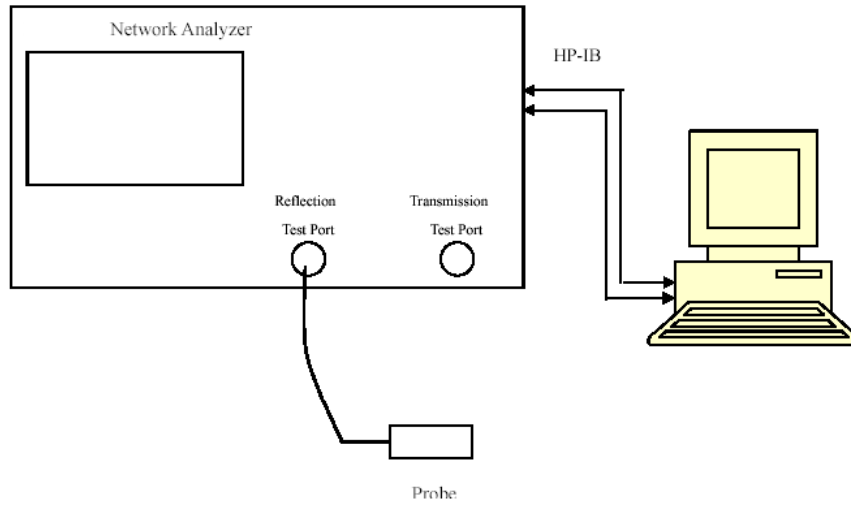 Network Analyzer
HP-IB
Reflection
Test Port
Transmission
Test Port
Probe